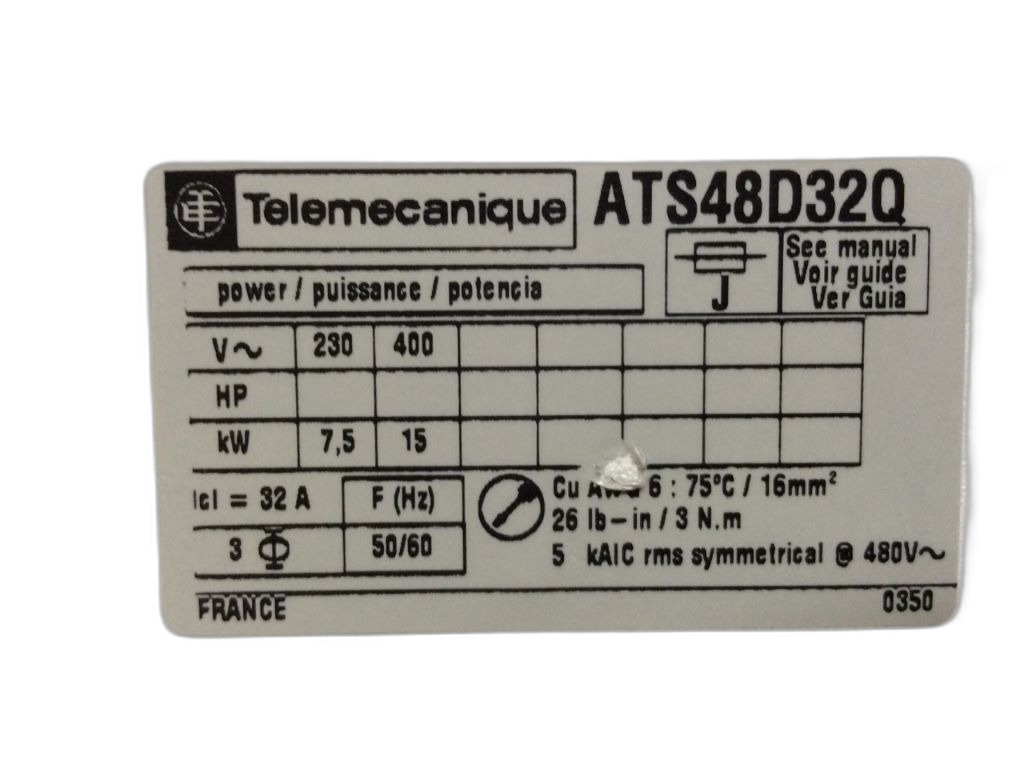 TE Telemecanique ATS48D32Q
J
See manual
Voir guide
Ver Guia
power / puissance / potencia
V~ 230 400
HP
kW 7,5 15
Icl = 32 A F (Hz)
3 Φ 50/60
Cu AWG 6 : 75°C / 16mm²
26 lb-in / 3 N.m
5 kAIC rms symmetrical @ 480V~
FRANCE 0350